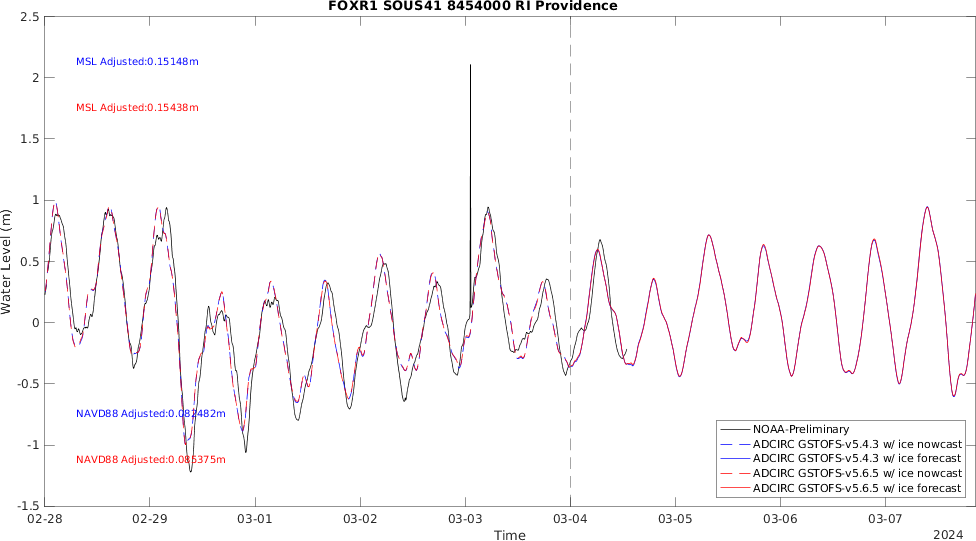 FOXR1 SOUS41 8454000 RI Providence
2.5
2
1.5
1
0.5
0
-0.5
-1
-1.5
Water Level (m)
MSL Adjusted:0.15148m
MSL Adjusted:0.15438m
NAVD88 Adjusted:0.082482m
NAVD88 Adjusted:0.085375m
NOAA-Preliminary
ADCIRC GSTOFS-v5.4.3 w/ ice nowcast
ADCIRC GSTOFS-v5.4.3 w/ ice forecast
ADCIRC GSTOFS-v5.6.5 w/ ice nowcast
ADCIRC GSTOFS-v5.6.5 w/ ice forecast
02-28 02-29 03-01 03-02 03-03 03-04 03-05 03-06 03-07
Time
2024